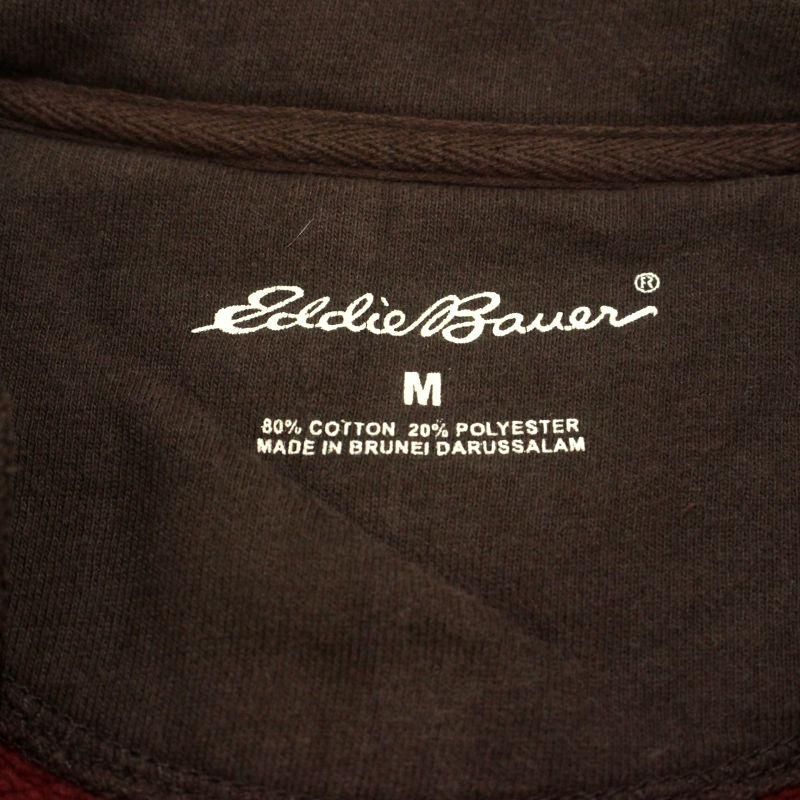 Eddie Bauer®
M
80% COTTON 20% POLYESTER
MADE IN BRUNEI DARUSSALAM